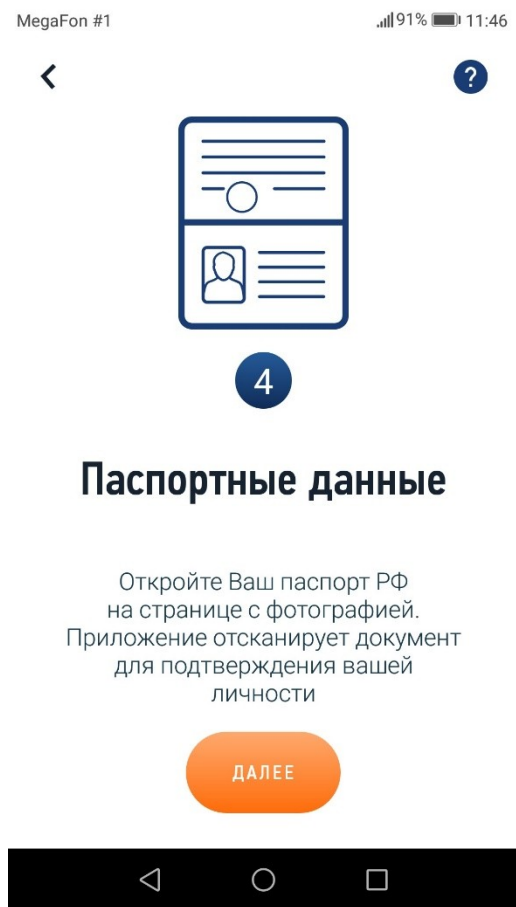 MegaFon #1 91% 11:46
?
4
Паспортные данные
Откройте Ваш паспорт РФ
на странице с фотографией.
Приложение отсканирует документ
для подтверждения вашей
личности
ДАЛЕЕ